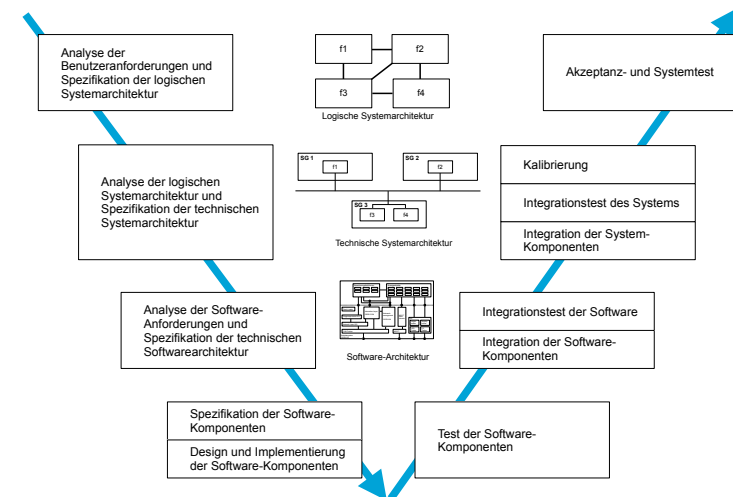 Analyse der
Benutzeranforderungen und
Spezifikation der logischen
Systemarchitektur
f1
f2
f3
f4
Logische Systemarchitektur
Akzeptanz- und Systemtest
Analyse der logischen
Systemarchitektur und
Spezifikation der technischen
Systemarchitektur
SG 1
f1
SG 2
f2
SG 3
f3
f4
Technische Systemarchitektur
Kalibrierung
Integrationstest des Systems
Integration der System-
Komponenten
Analyse der Software-
Anforderungen und
Spezifikation der technischen
Softwarearchitektur
Software-Architektur
Integrationstest der Software
Integration der Software-
Komponenten
Spezifikation der Software-
Komponenten
Design und Implementierung
der Software-Komponenten
Test der Software-
Komponenten